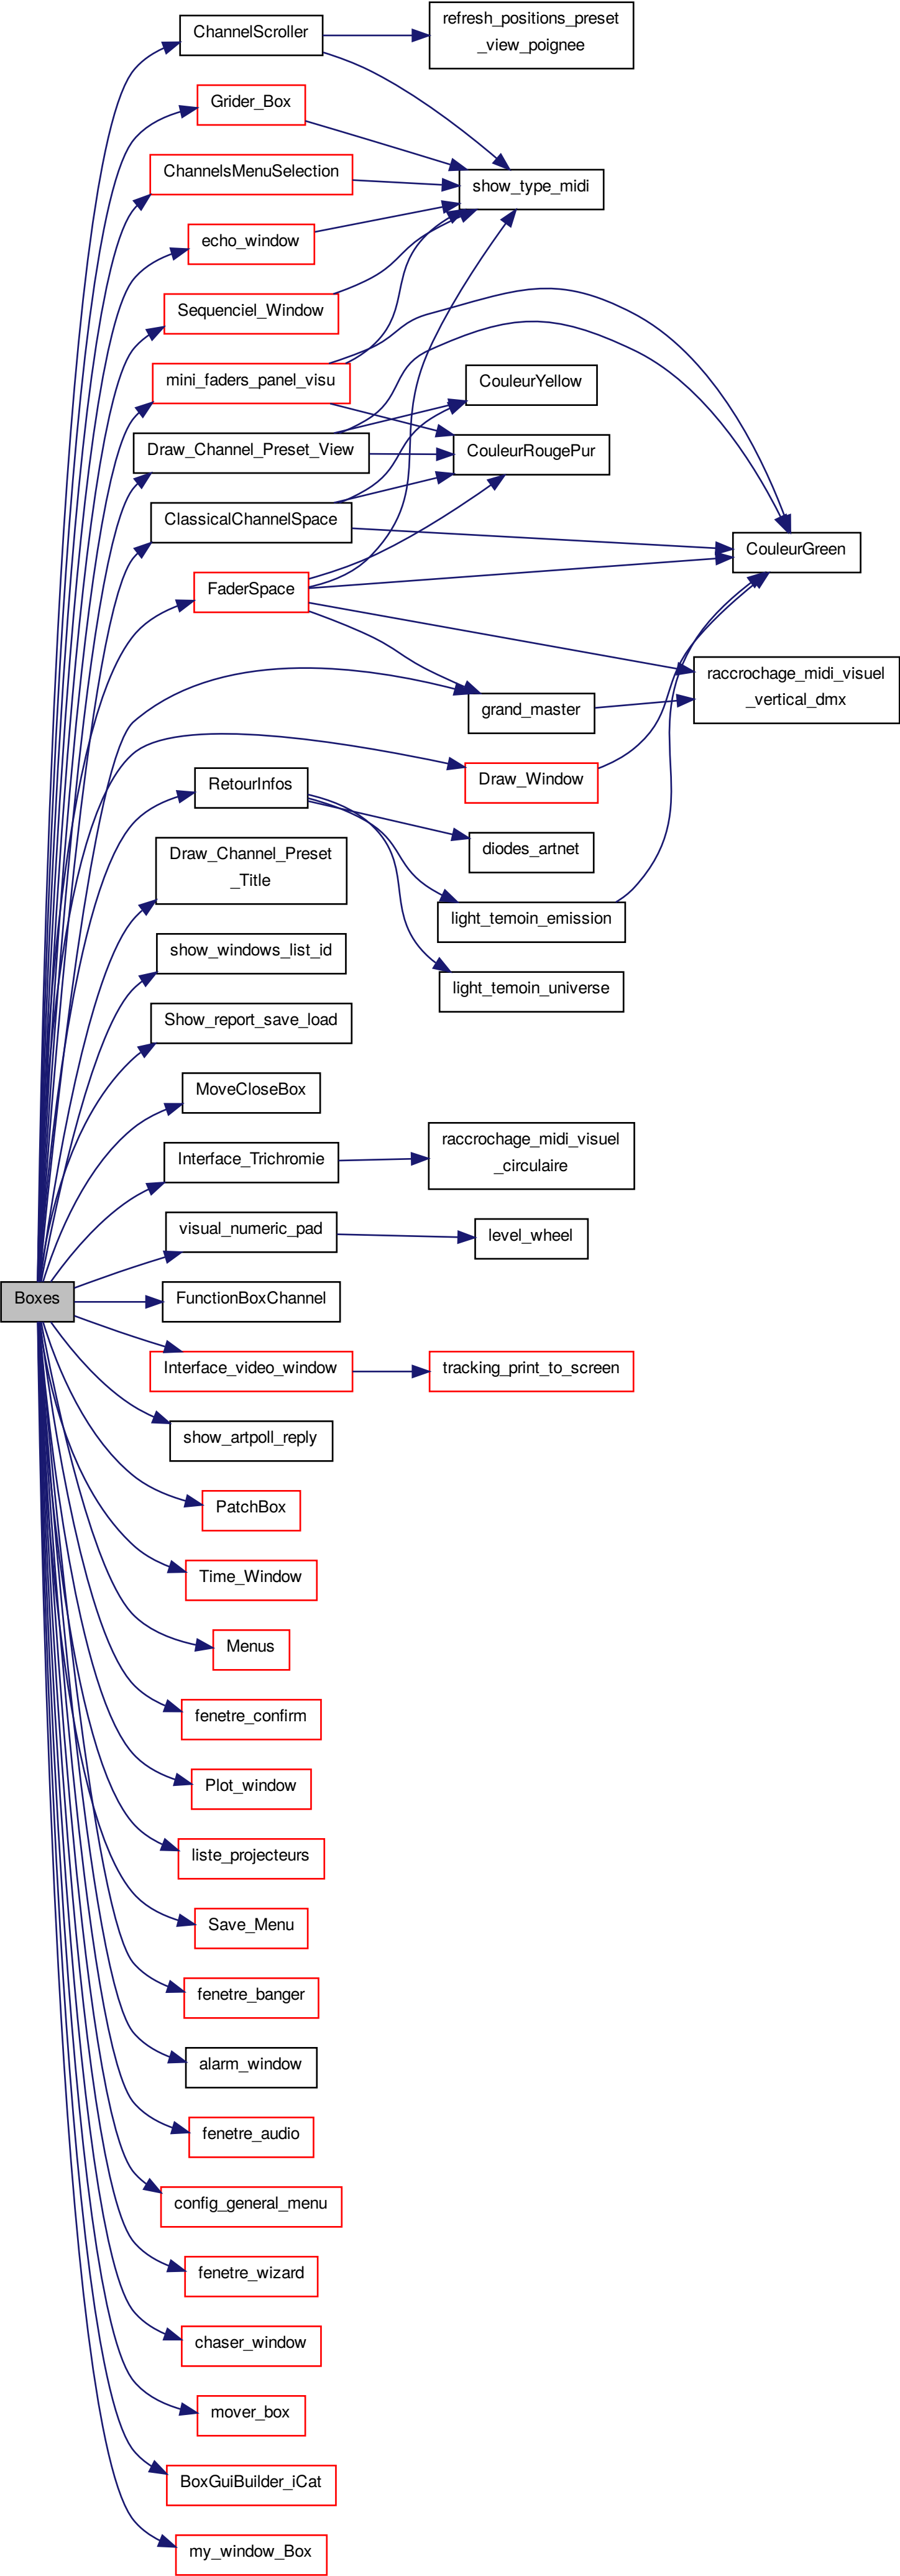 ChannelScroller
refresh_positions_preset
_view_poignee
Grider_Box
ChannelsMenuSelection
show_type_midi
echo_window
Sequenciel_Window
mini_faders_panel_visu
CouleurYellow
Draw_Channel_Preset_View
CouleurRougePur
ClassicalChannelSpace
CouleurGreen
FaderSpace
raccrochage_midi_visuel
_vertical_dmx
grand_master
Draw_Window
RetourInfos
diodes_artnet
Draw_Channel_Preset
_Title
light_temoin_emission
show_windows_list_id
light_temoin_universe
Show_report_save_load
MoveCloseBox
Interface_Trichromie
raccrochage_midi_visuel
_circulaire
visual_numeric_pad
level_wheel
Boxes
FunctionBoxChannel
Interface_video_window
tracking_print_to_screen
show_artpoll_reply
PatchBox
Time_Window
Menus
fenetre_confirm
Plot_window
liste_projecteurs
Save_Menu
fenetre_banger
alarm_window
fenetre_audio
config_general_menu
fenetre_wizard
chaser_window
mover_box
BoxGuiBuilder_iCat
my_window_Box